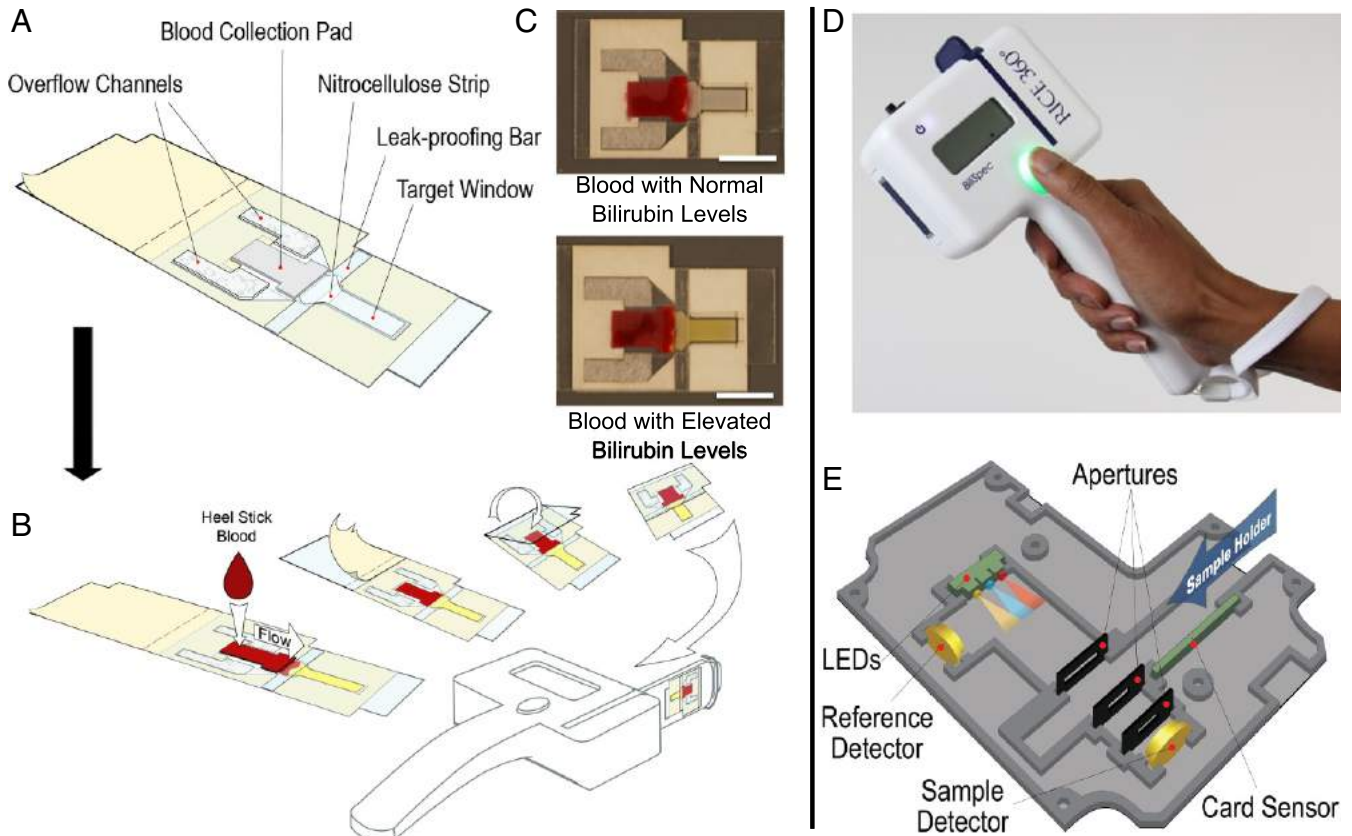 A
Blood Collection Pad
Overflow Channels
Nitrocellulose Strip
Leak-proofing Bar
Target Window
B
Heel Stick
Blood
Flow
C
Blood with Normal
Bilirubin Levels
Blood with Elevated
Bilirubin Levels
D
RICE 360°
BiliSpec
E
Apertures
Sample Holder
LEDs
Reference
Detector
Sample
Detector
Card Sensor